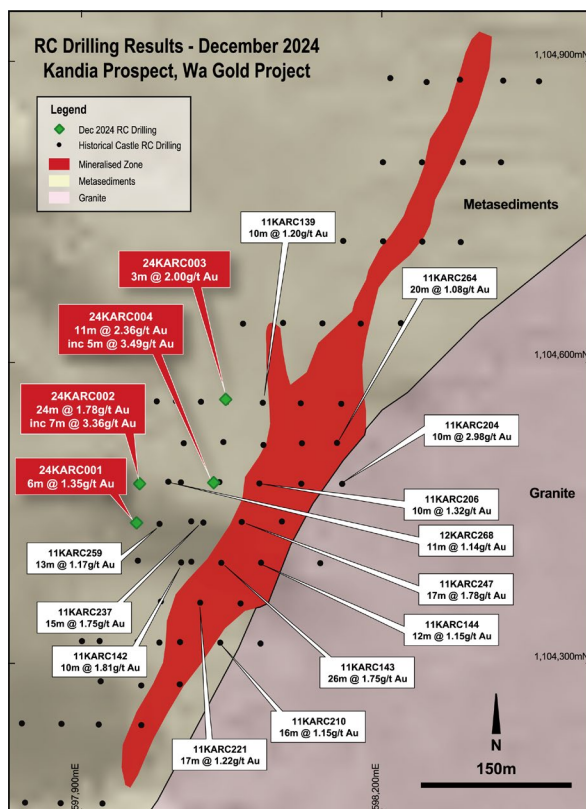 RC Drilling Results - December 2024
Kandia Prospect, Wa Gold Project
1,104,900mN
Legend
Dec 2024 RC Drilling
Historical Castle RC Drilling
Mineralised Zone
Metasediments
Granite
Metasediments
11KARC139
10m @ 1.20g/t Au
24KARC003
3m @ 2.00g/t Au
11KARC264
20m @ 1.08g/t Au
24KARC004
11m @ 2.36g/t Au
inc 5m @ 3.49g/t Au
1,104,600mN
24KARC002
24m @ 1.78g/t Au
inc 7m @ 3.36g/t Au
11KARC204
10m @ 2.98g/t Au
24KARC001
6m @ 1.35g/t Au
11KARC206
10m @ 1.32g/t Au
Granite
12KARC268
11m @ 1.14g/t Au
11KARC259
13m @ 1.17g/t Au
11KARC247
17m @ 1.78g/t Au
11KARC237
15m @ 1.75g/t Au
11KARC144
12m @ 1.15g/t Au
11KARC142
10m @ 1.81g/t Au
11KARC143
26m @ 1.75g/t Au
1,104,300mN
11KARC210
16m @ 1.15g/t Au
11KARC221
17m @ 1.22g/t Au
N
150m
597,900mE
598,200mE